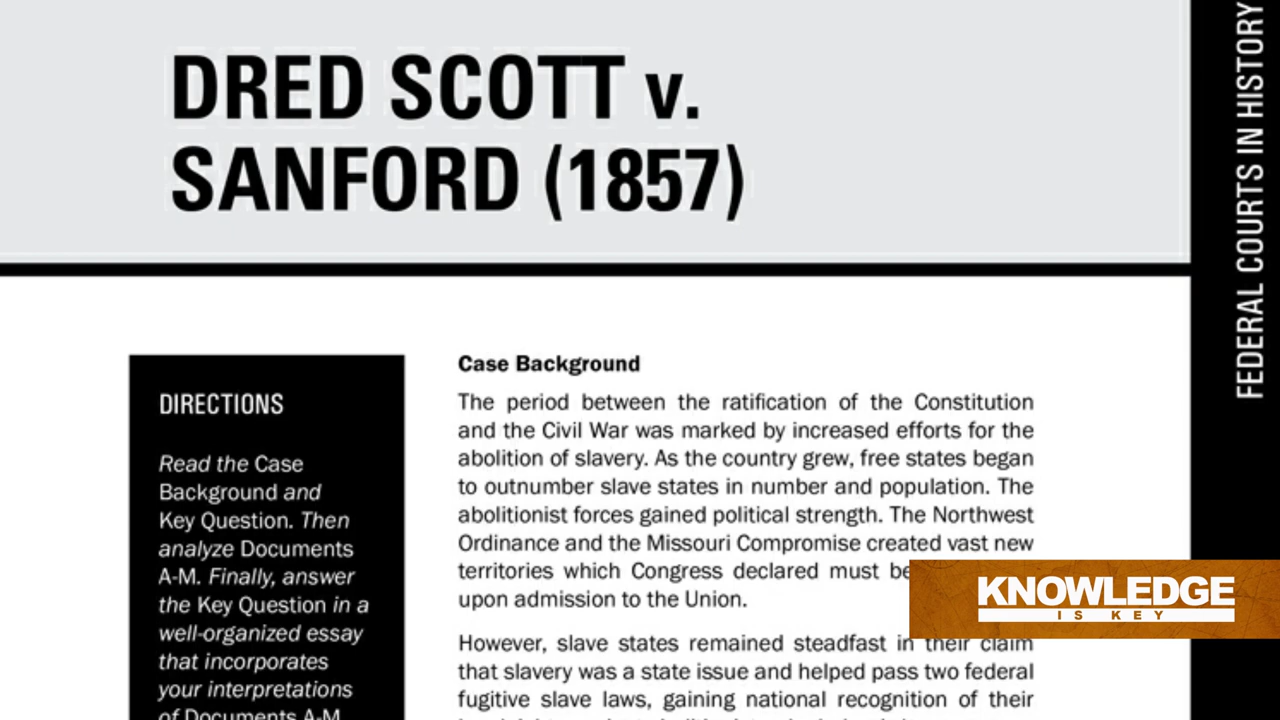 DRED SCOTT v.
SANFORD (1857)
FEDERAL COURTS IN HISTORY
DIRECTIONS
Read the Case
Background and
Key Question. Then
analyze Documents
A-M. Finally, answer
the Key Question in a
well-organized essay
that incorporates
your interpretations
of Documents A-M
Case Background
The period between the ratification of the Constitution
and the Civil War was marked by increased efforts for the
abolition of slavery. As the country grew, free states began
to outnumber slave states in number and population. The
abolitionist forces gained political strength. The Northwest
Ordinance and the Missouri Compromise created vast new
territories which Congress declared must be
upon admission to the Union.
However, slave states remained steadfast in their claim
that slavery was a state issue and helped pass two federal
fugitive slave laws, gaining national recognition of their
KNOWLEDGE
IS KEY